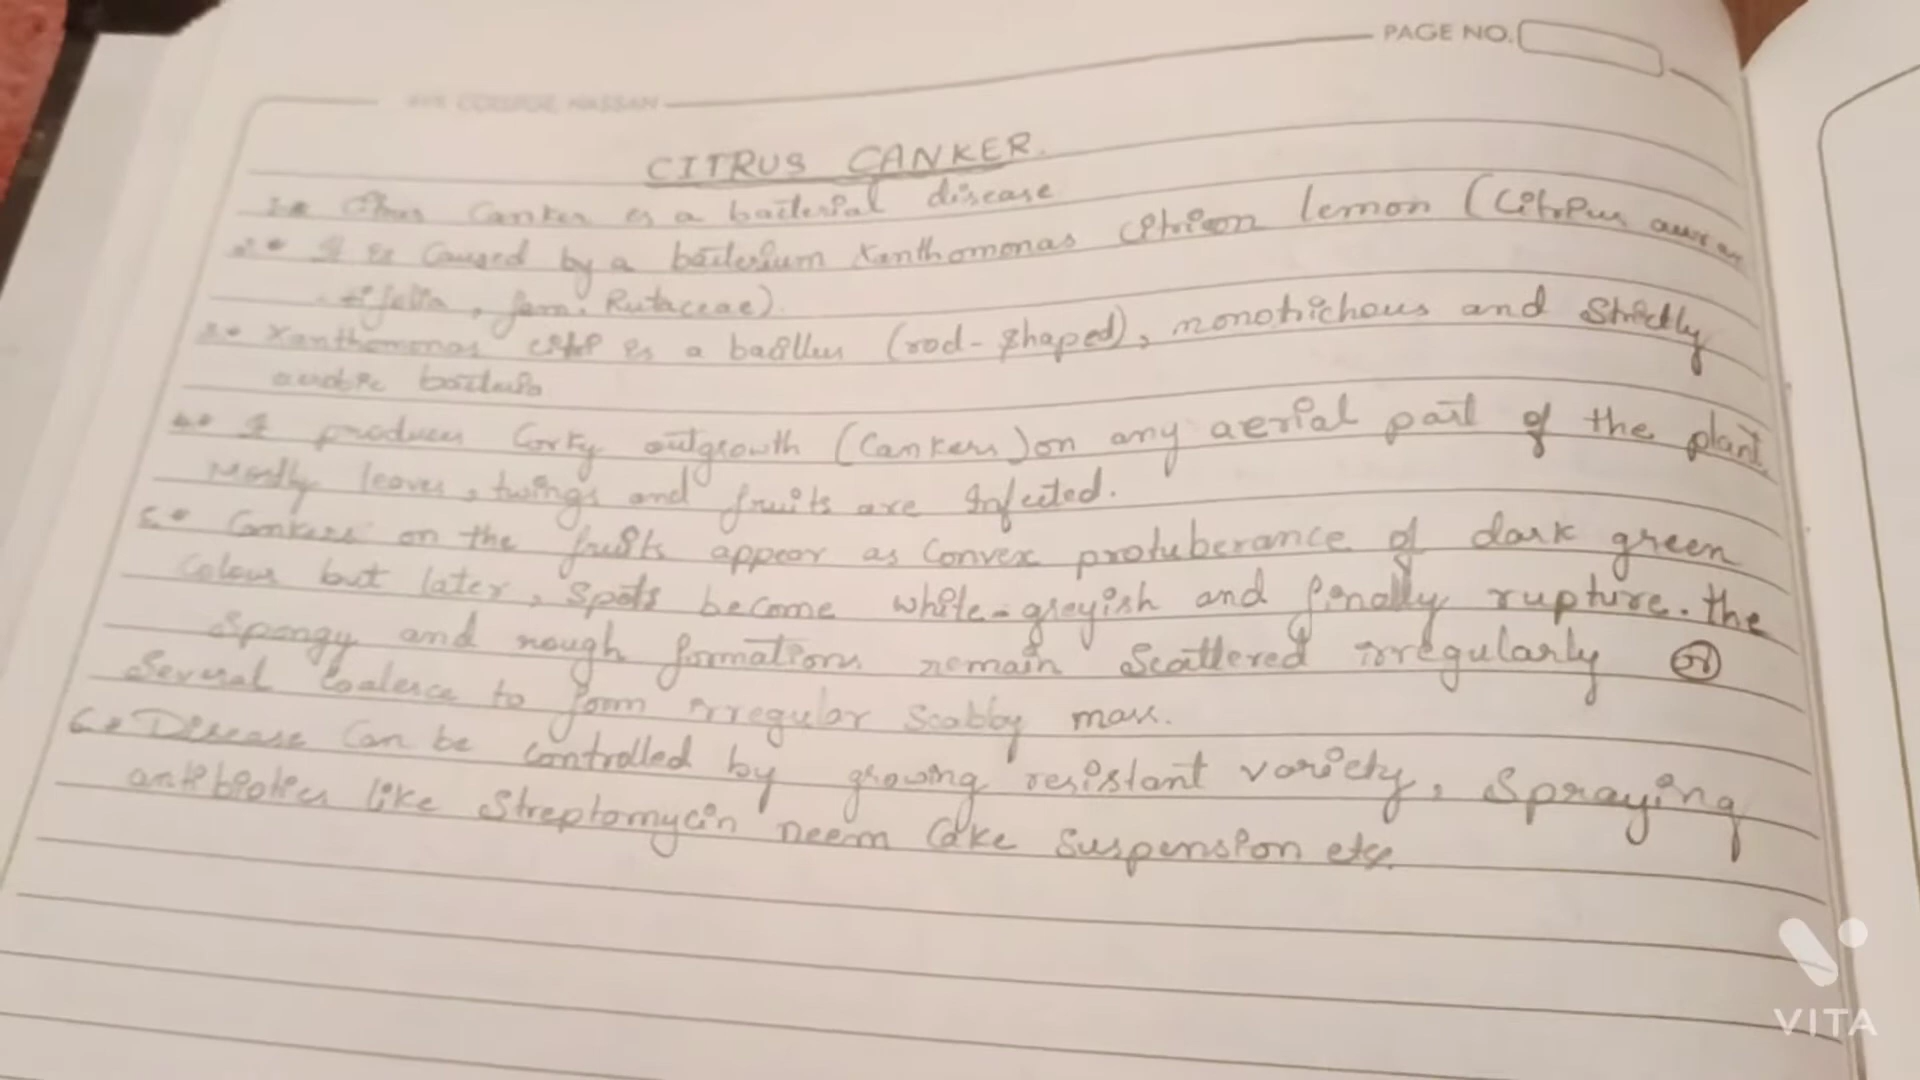 PAGE NO.
COLLEGE, HASSAN
CITRUS CANKER.
1. Citrus Canker is a bacterial disease
2. It is Caused by a bacterium Xanthomonas citri on lemon (Citrus auran
-tifolia, fam. Rutaceae).
3. Xanthomonas citri is a bacillus (rod-shaped), monotrichous and Strictly
aerobic bacteria
4. It produces Corky outgrowth (Cankers) on any aerial part of the plant.
Mostly leaves, twings and fruits are Infected.
5. Cankers on the fruits appear as Convex protuberance of dark green
Colour but later, spots become white-greyish and finally rupture. the
Spongy and rough formations remain Scattered irregularly or
Several Coalesce to form irregular Scabby mass.
6. Disease Can be Controlled by growing resistant variety, Spraying
antibiotics like Streptomycin neem Cake Suspension etc.
VITA